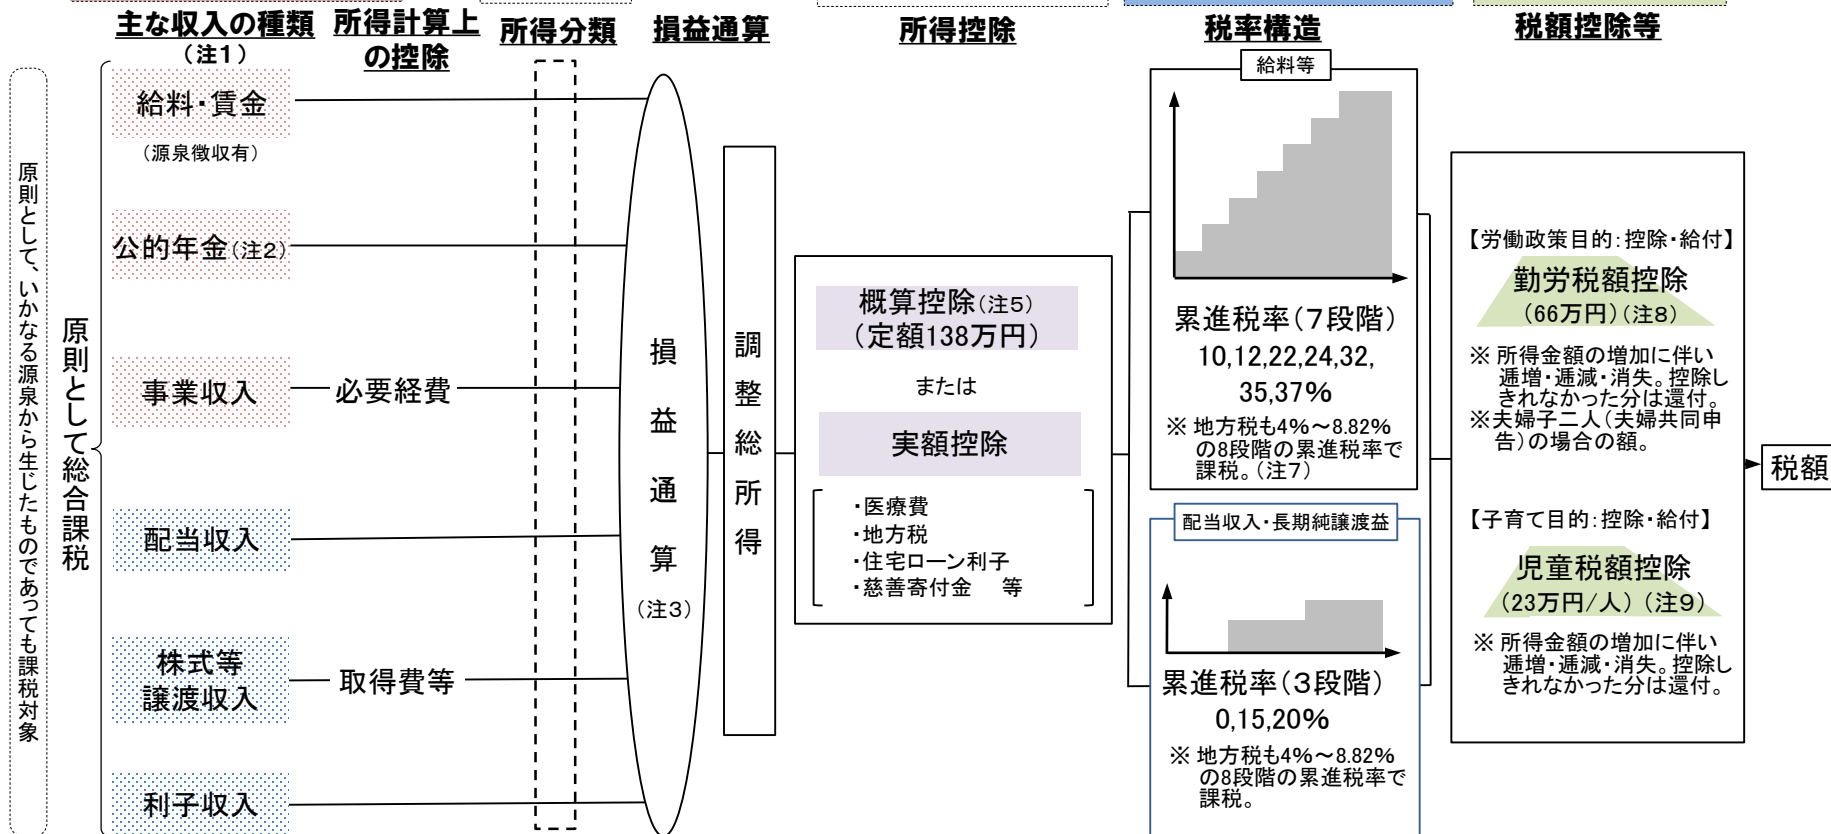 主な収入の種類
（注1）
所得計算上
の控除
所得分類
損益通算
所得控除
税率構造
税額控除等
原則として、いかなる源泉から生じたものであっても課税対象
原則として総合課税
給料・賃金
（源泉徴収有）
公的年金（注2）
事業収入
必要経費
配当収入
株式等
譲渡収入
取得費等
利子収入
損益通算
（注3）
調整総所得
概算控除（注5）
（定額138万円）
または
実額控除
・医療費
・地方税
・住宅ローン利子
・慈善寄付金　等
給料等
累進税率（7段階）
10,12,22,24,32,
35,37%
※ 地方税も4%～8.82%
の8段階の累進税率で
課税。（注7）
配当収入・長期純譲渡益
累進税率（3段階）
0,15,20%
※ 地方税も4%～8.82%
の8段階の累進税率で
課税。
【労働政策目的：控除・給付】
勤労税額控除
（66万円）（注8）
※ 所得金額の増加に伴い
逓増・逓減・消失。控除し
きれなかった分は還付。
※夫婦子二人（夫婦共同申
告）の場合の額。
【子育て目的：控除・給付】
児童税額控除
（23万円/人）（注9）
※ 所得金額の増加に伴い
逓増・逓減・消失。控除し
きれなかった分は還付。
税額